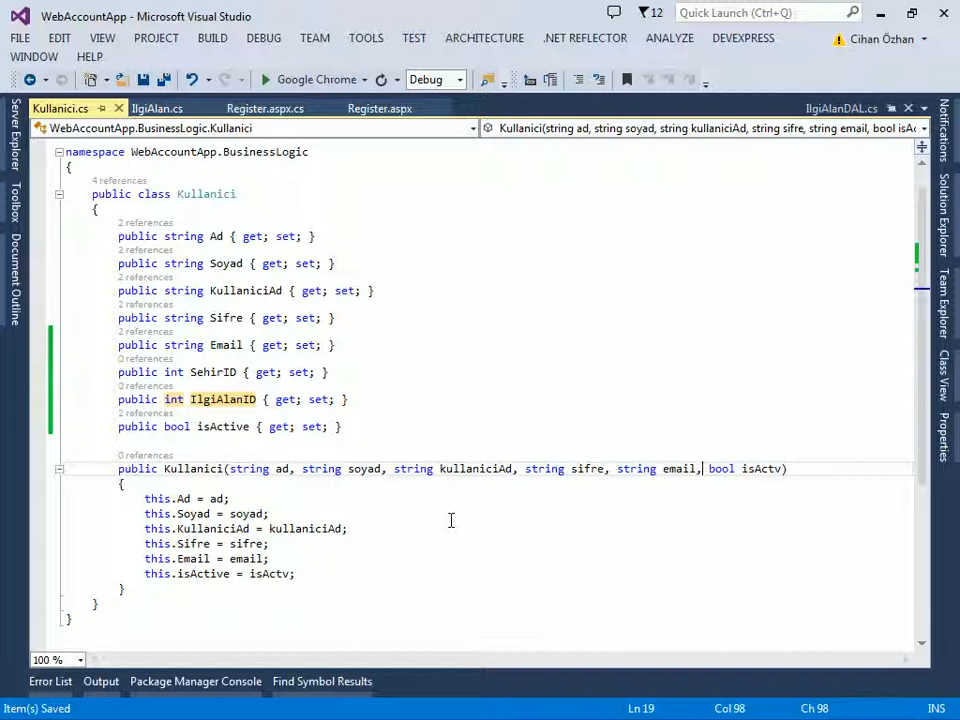 WebAccountApp - Microsoft Visual Studio
12
Quick Launch (Ctrl+Q)
FILE EDIT VIEW PROJECT BUILD DEBUG TEAM TOOLS TEST ARCHITECTURE .NET REFLECTOR ANALYZE DEVEXPRESS
Cihan Özhan
WINDOW HELP
Google Chrome
Debug
Kullanici.cs
IlgiAlan.cs
Register.aspx.cs
Register.aspx
IlgiAlanDAL.cs
WebAccountApp.BusinessLogic.Kullanici
Kullanici(string ad, string soyad, string kullaniciAd, string sifre, string email, bool isAc
Server Explorer
Toolbox
Document Outline
Notifications
Solution Explorer
Team Explorer
Class View
Properties
namespace WebAccountApp.BusinessLogic
{
4 references
public class Kullanici
{
2 references
public string Ad { get; set; }
2 references
public string Soyad { get; set; }
2 references
public string KullaniciAd { get; set; }
2 references
public string Sifre { get; set; }
2 references
public string Email { get; set; }
0 references
public int SehirID { get; set; }
0 references
public int IlgiAlanID { get; set; }
2 references
public bool isActive { get; set; }
0 references
public Kullanici(string ad, string soyad, string kullaniciAd, string sifre, string email, bool isActv)
{
this.Ad = ad;
this.Soyad = soyad;
this.KullaniciAd = kullaniciAd;
this.Sifre = sifre;
this.Email = email;
this.isActive = isActv;
}
}
}
100 %
Error List Output Package Manager Console Find Symbol Results
Item(s) Saved
Ln 19 Col 98 Ch 98 INS